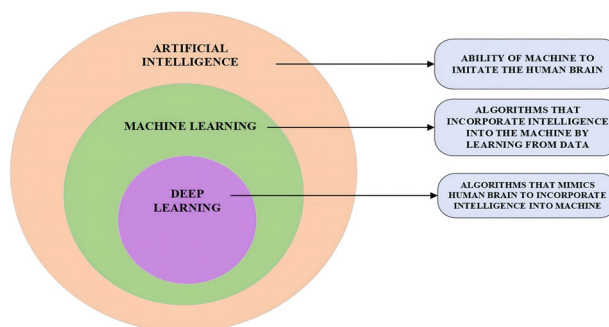 ARTIFICIAL
INTELLIGENCE
ABILITY OF MACHINE TO
IMITATE THE HUMAN BRAIN
MACHINE LEARNING
ALGORITHMS THAT
INCORPORATE INTELLIGENCE
INTO THE MACHINE BY
LEARNING FROM DATA
DEEP
LEARNING
ALGORITHMS THAT MIMICS
HUMAN BRAIN TO INCORPORATE
INTELLIGENCE INTO MACHINE